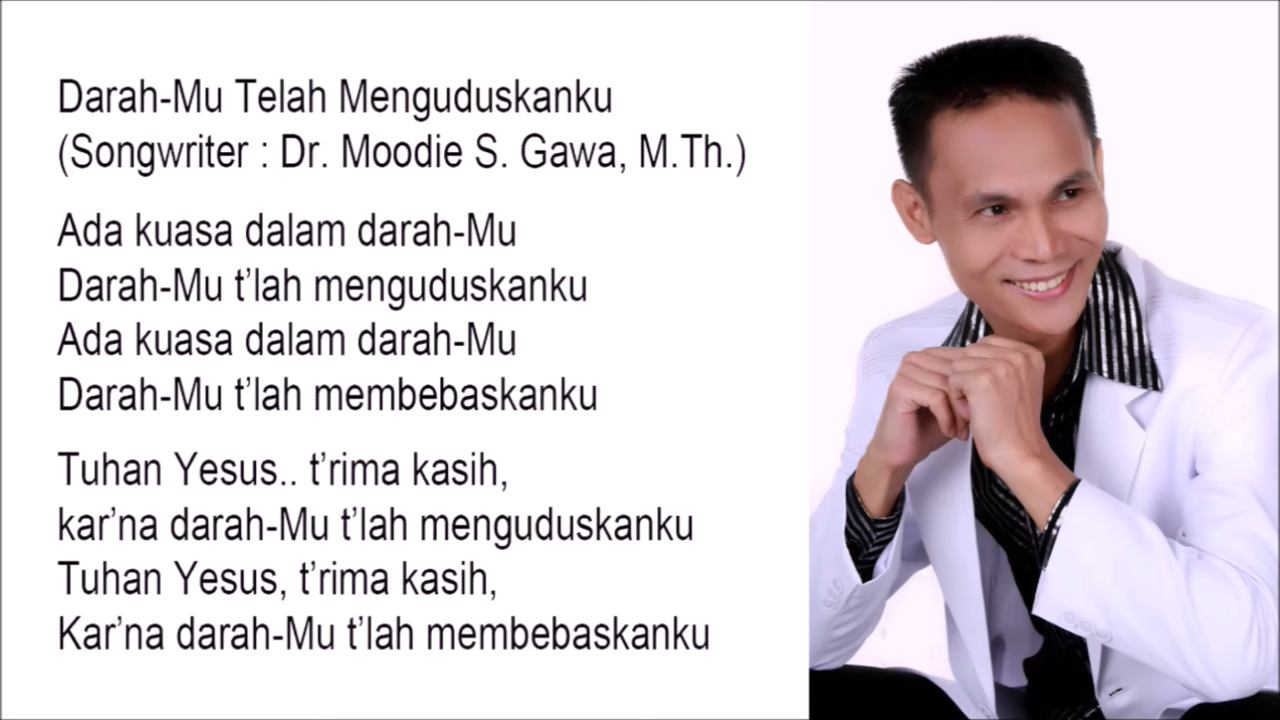 Darah-Mu Telah Menguduskanku
(Songwriter : Dr. Moodie S. Gawa, M.Th.)
Ada kuasa dalam darah-Mu
Darah-Mu t’lah menguduskanku
Ada kuasa dalam darah-Mu
Darah-Mu t’lah membebaskanku
Tuhan Yesus.. t’rima kasih,
kar’na darah-Mu t’lah menguduskanku
Tuhan Yesus, t’rima kasih,
Kar’na darah-Mu t’lah membebaskanku